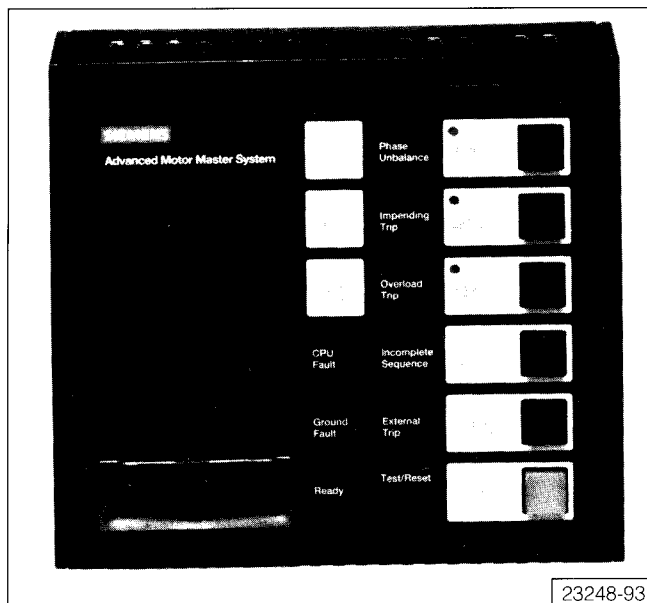 Advanced Motor Master System
Phase
Unbalance
Impending
Trip
Overload
Trip
CPU
Fault
Incomplete
Sequence
Ground
Fault
External
Trip
Ready
Test/Reset
23248-93